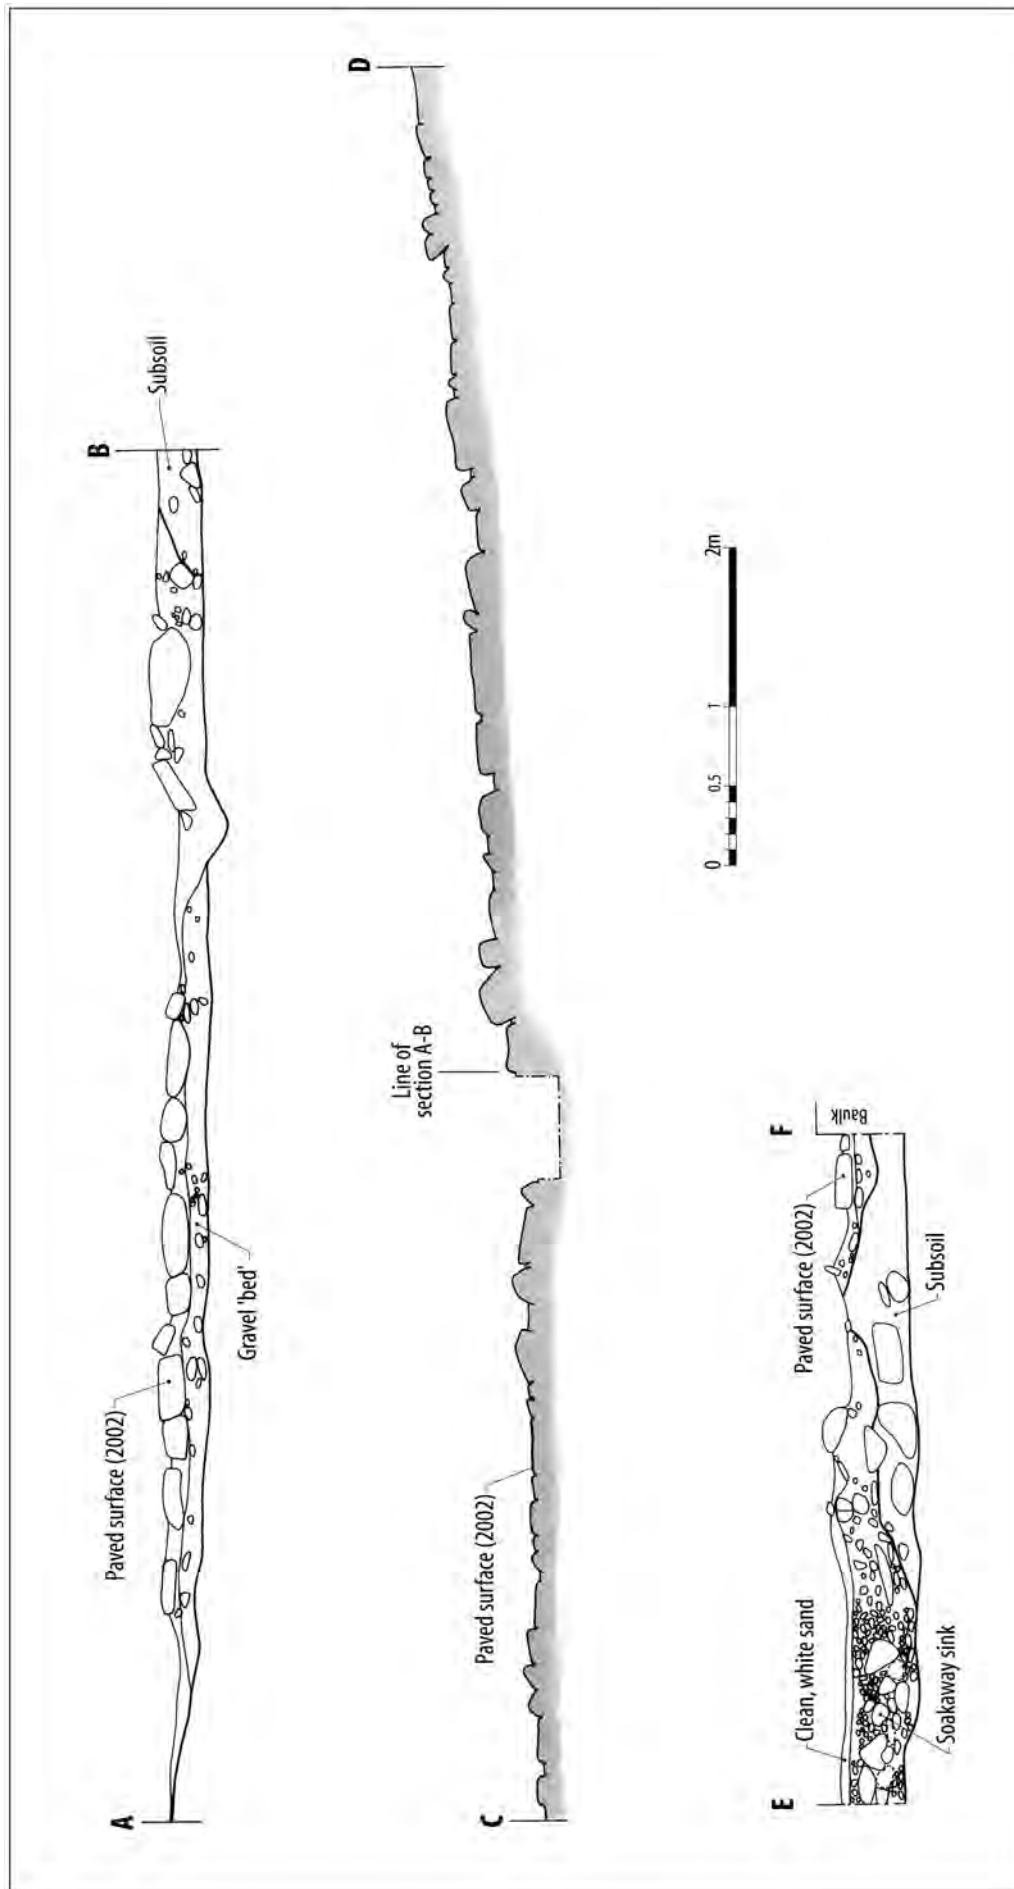 A
Paved surface (2002)
Gravel 'bed'
B
Subsoil
C
Paved surface (2002)
Line of
section A-B
D
0
0.5
1
2m
E
Clean, white sand
Soakaway sink
Paved surface (2002)
Subsoil
F
Baulk